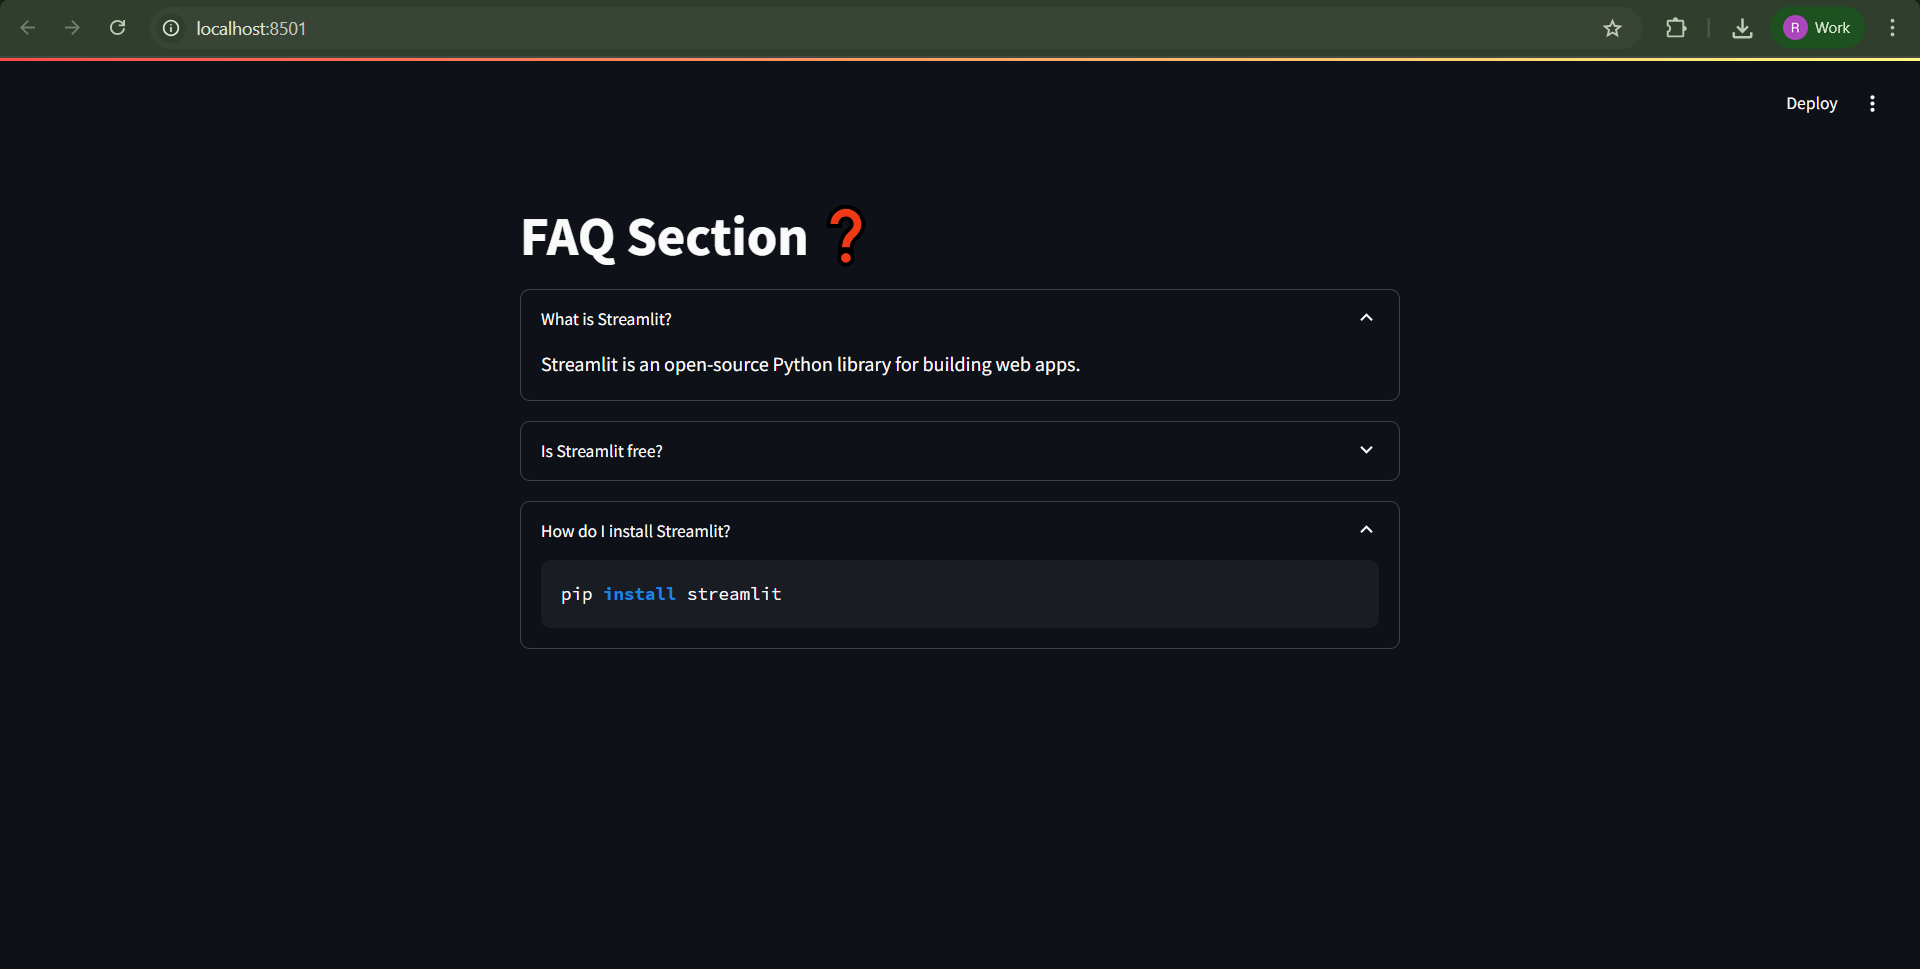 localhost:8501
R Work
Deploy
FAQ Section ❓
What is Streamlit?
Streamlit is an open-source Python library for building web apps.
Is Streamlit free?
How do I install Streamlit?
pip install streamlit